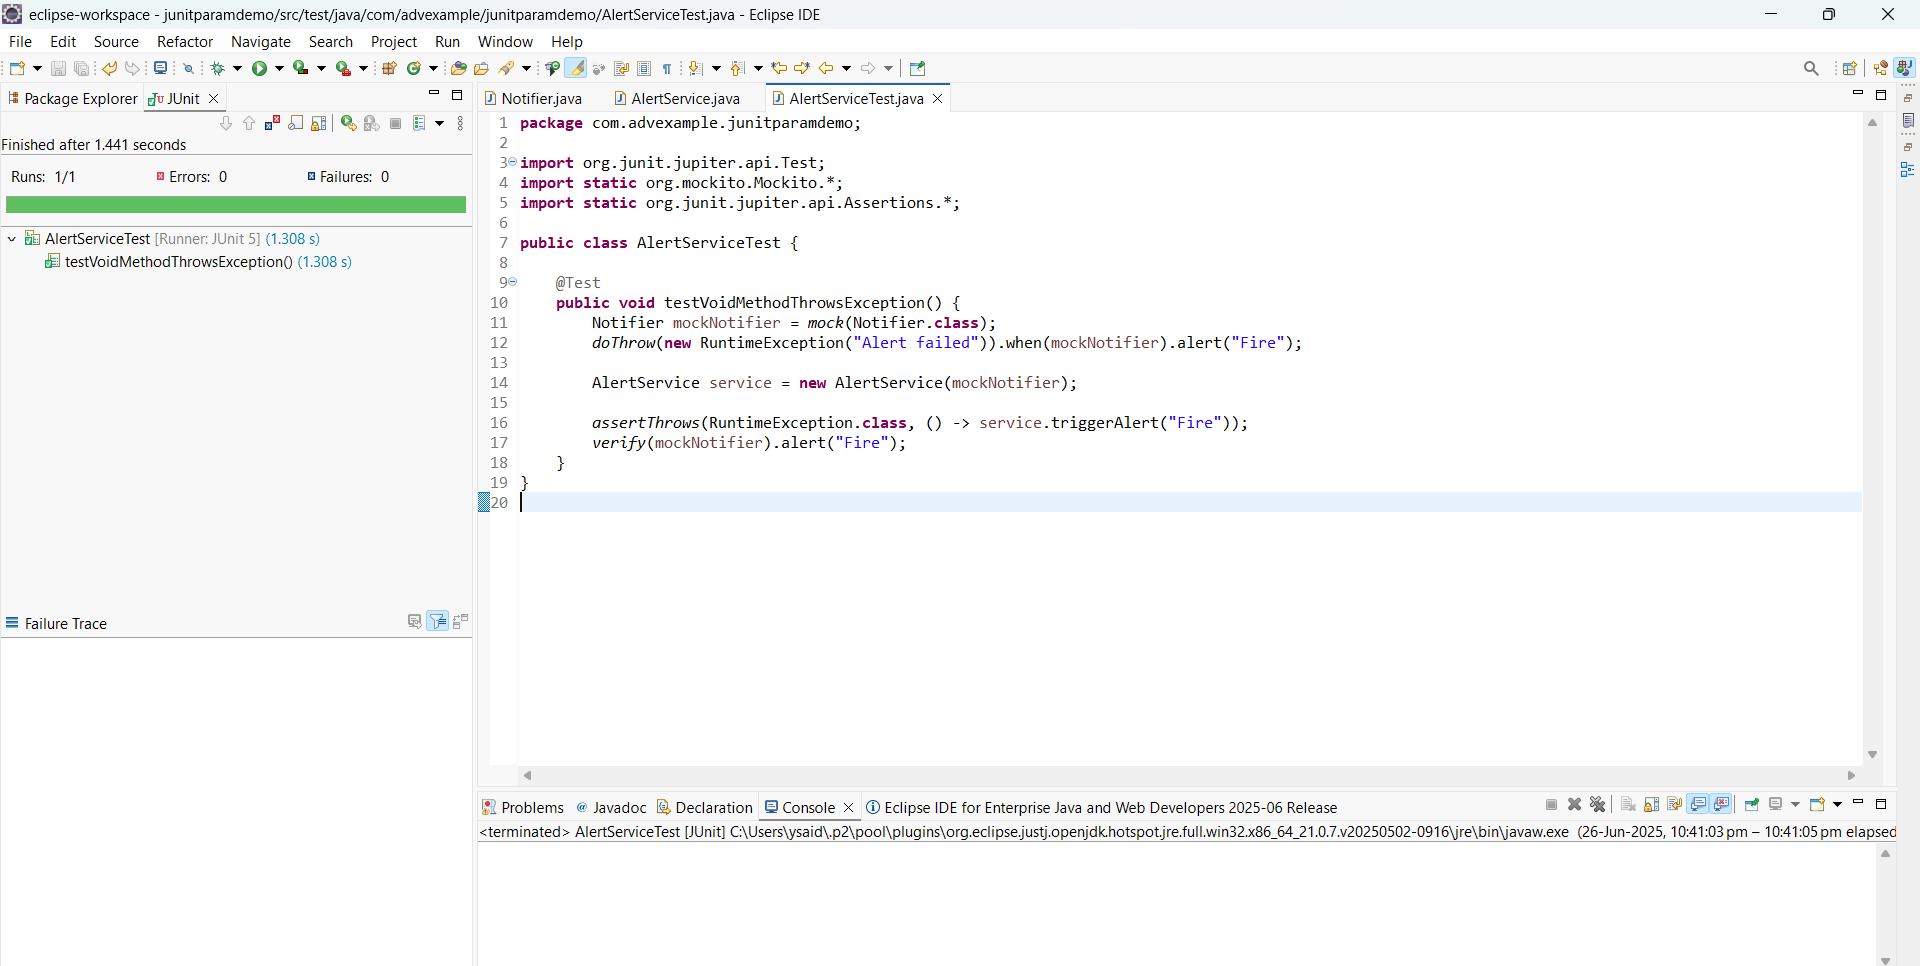 eclipse-workspace - junitparamdemo/src/test/java/com/advexample/junitparamdemo/AlertServiceTest.java - Eclipse IDE
File Edit Source Refactor Navigate Search Project Run Window Help
Package Explorer JUnit
Finished after 1.441 seconds
Runs: 1/1 Errors: 0 Failures: 0
AlertServiceTest [Runner: JUnit 5] (1.308 s)
testVoidMethodThrowsException() (1.308 s)
Failure Trace
Notifier.java AlertService.java AlertServiceTest.java
1 package com.advexample.junitparamdemo;
2
3 import org.junit.jupiter.api.Test;
4 import static org.mockito.Mockito.*;
5 import static org.junit.jupiter.api.Assertions.*;
6
7 public class AlertServiceTest {
8
9     @Test
10     public void testVoidMethodThrowsException() {
11         Notifier mockNotifier = mock(Notifier.class);
12         doThrow(new RuntimeException("Alert failed")).when(mockNotifier).alert("Fire");
13
14         AlertService service = new AlertService(mockNotifier);
15
16         assertThrows(RuntimeException.class, () -> service.triggerAlert("Fire"));
17         verify(mockNotifier).alert("Fire");
18     }
19 }
20
Problems Javadoc Declaration Console Eclipse IDE for Enterprise Java and Web Developers 2025-06 Release
<terminated> AlertServiceTest [JUnit] C:\Users\ysaid\.p2\pool\plugins\org.eclipse.justj.openjdk.hotspot.jre.full.win32.x86_64_21.0.7.v20250502-0916\jre\bin\javaw.exe (26-Jun-2025, 10:41:03 pm – 10:41:05 pm elapsed